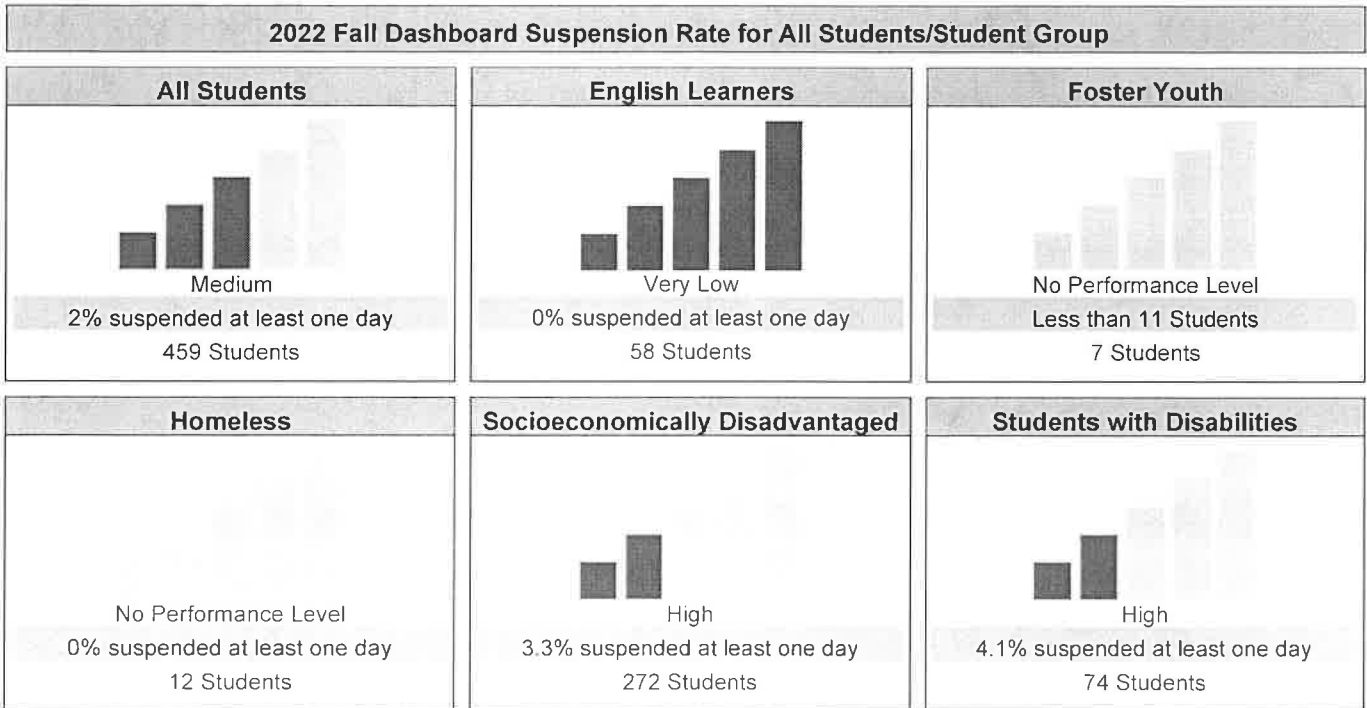 2022 Fall Dashboard Suspension Rate for All Students/Student Group
All Students
Medium
2% suspended at least one day
459 Students
English Learners
Very Low
0% suspended at least one day
58 Students
Foster Youth
No Performance Level
Less than 11 Students
7 Students
Homeless
No Performance Level
0% suspended at least one day
12 Students
Socioeconomically Disadvantaged
High
3.3% suspended at least one day
272 Students
Students with Disabilities
High
4.1% suspended at least one day
74 Students